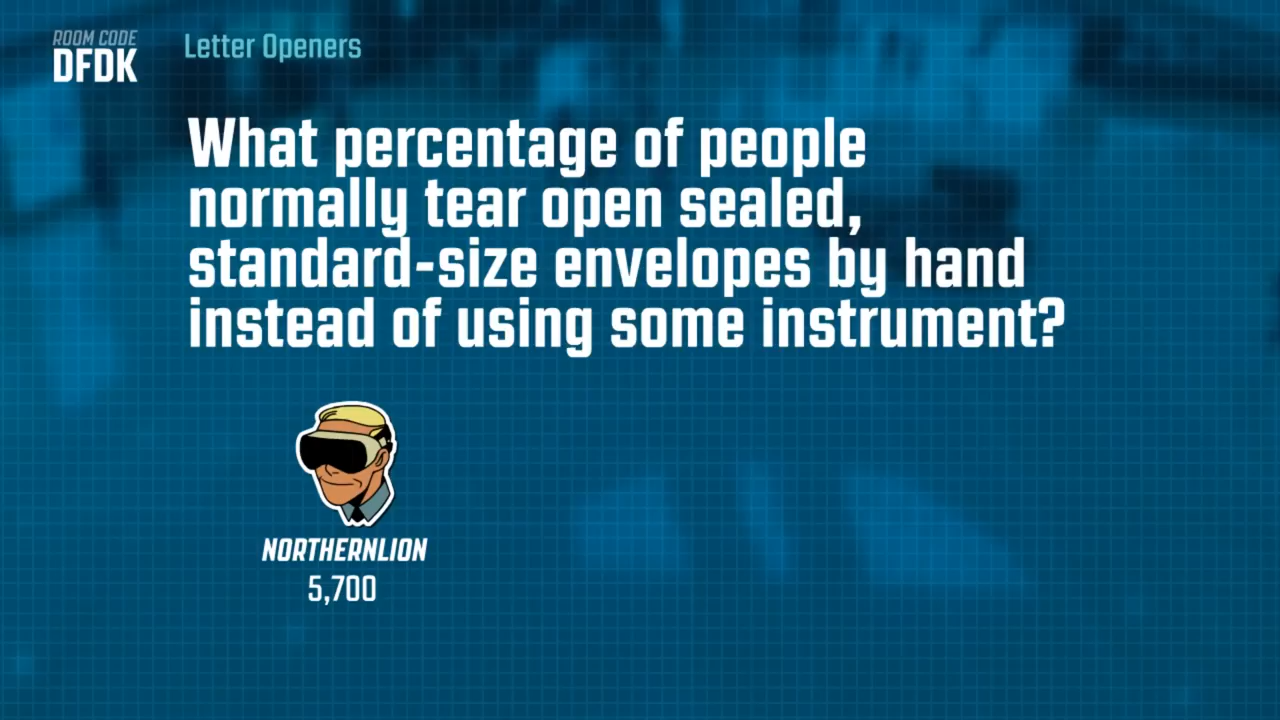 ROOM CODE
DFDK
Letter Openers
What percentage of people
normally tear open sealed,
standard-size envelopes by hand
instead of using some instrument?
NORTHERNLION
5,700